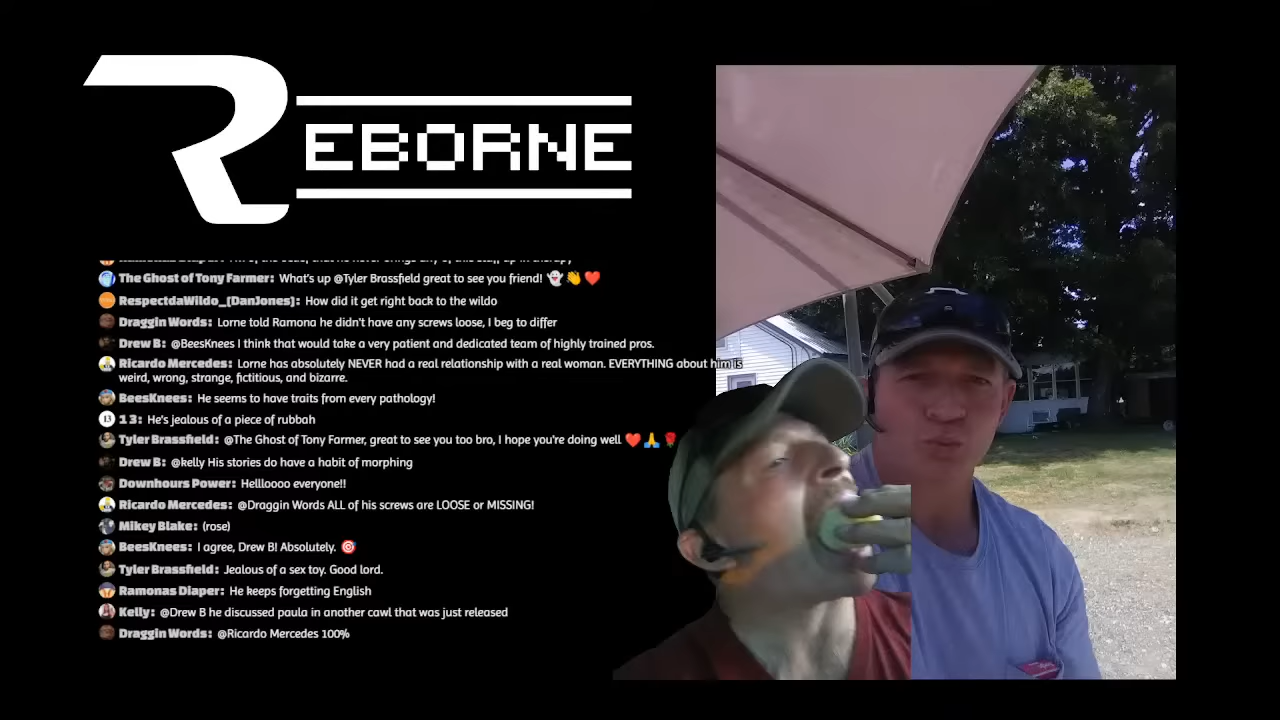 REBORNE
The Ghost of Tony Farmer: What's up @Tyler Brassfield great to see you friend! 👻 👋 ❤️
RespectdaWildo_(DanJones): How did it get right back to the wildo
Draggin Words: Lorne told Ramona he didn't have any screws loose, I beg to differ
Drew B: @BeesKnees I think that would take a very patient and dedicated team of highly trained pros.
Ricardo Mercedes: Lorne has absolutely NEVER had a real relationship with a real woman. EVERYTHING about him is
weird, wrong, strange, fictitious, and bizarre.
BeesKnees: He seems to have traits from every pathology!
13
1 3: He's jealous of a piece of rubbah
Tyler Brassfield: @The Ghost of Tony Farmer, great to see you too bro, I hope you're doing well ❤️ 🙏 🌹
Drew B: @kelly His stories do have a habit of morphing
Downhours Power: Hellloooo everyone!!
Ricardo Mercedes: @Draggin Words ALL of his screws are LOOSE or MISSING!
Mikey Blake: (rose)
BeesKnees: I agree, Drew B! Absolutely. 🎯
Tyler Brassfield: Jealous of a sex toy. Good lord.
Ramonas Diaper: He keeps forgetting English
Kelly: @Drew B he discussed paula in another cawl that was just released
Draggin Words: @Ricardo Mercedes 100%